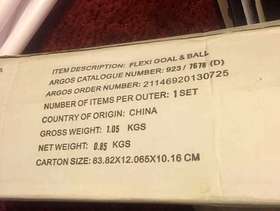 ITEM DESCRIPTION: FLEXI GOAL & BALL
ARGOS CATALOGUE NUMBER: 923 / 7678 (D)
ARGOS ORDER NUMBER: 21146920130725
NUMBER OF ITEMS PER OUTER: 1 SET
COUNTRY OF ORIGIN: CHINA
GROSS WEIGHT: 1.05 KGS
NET WEIGHT: 0.85 KGS
CARTON SIZE: 83.82X12.065X10.16 CM